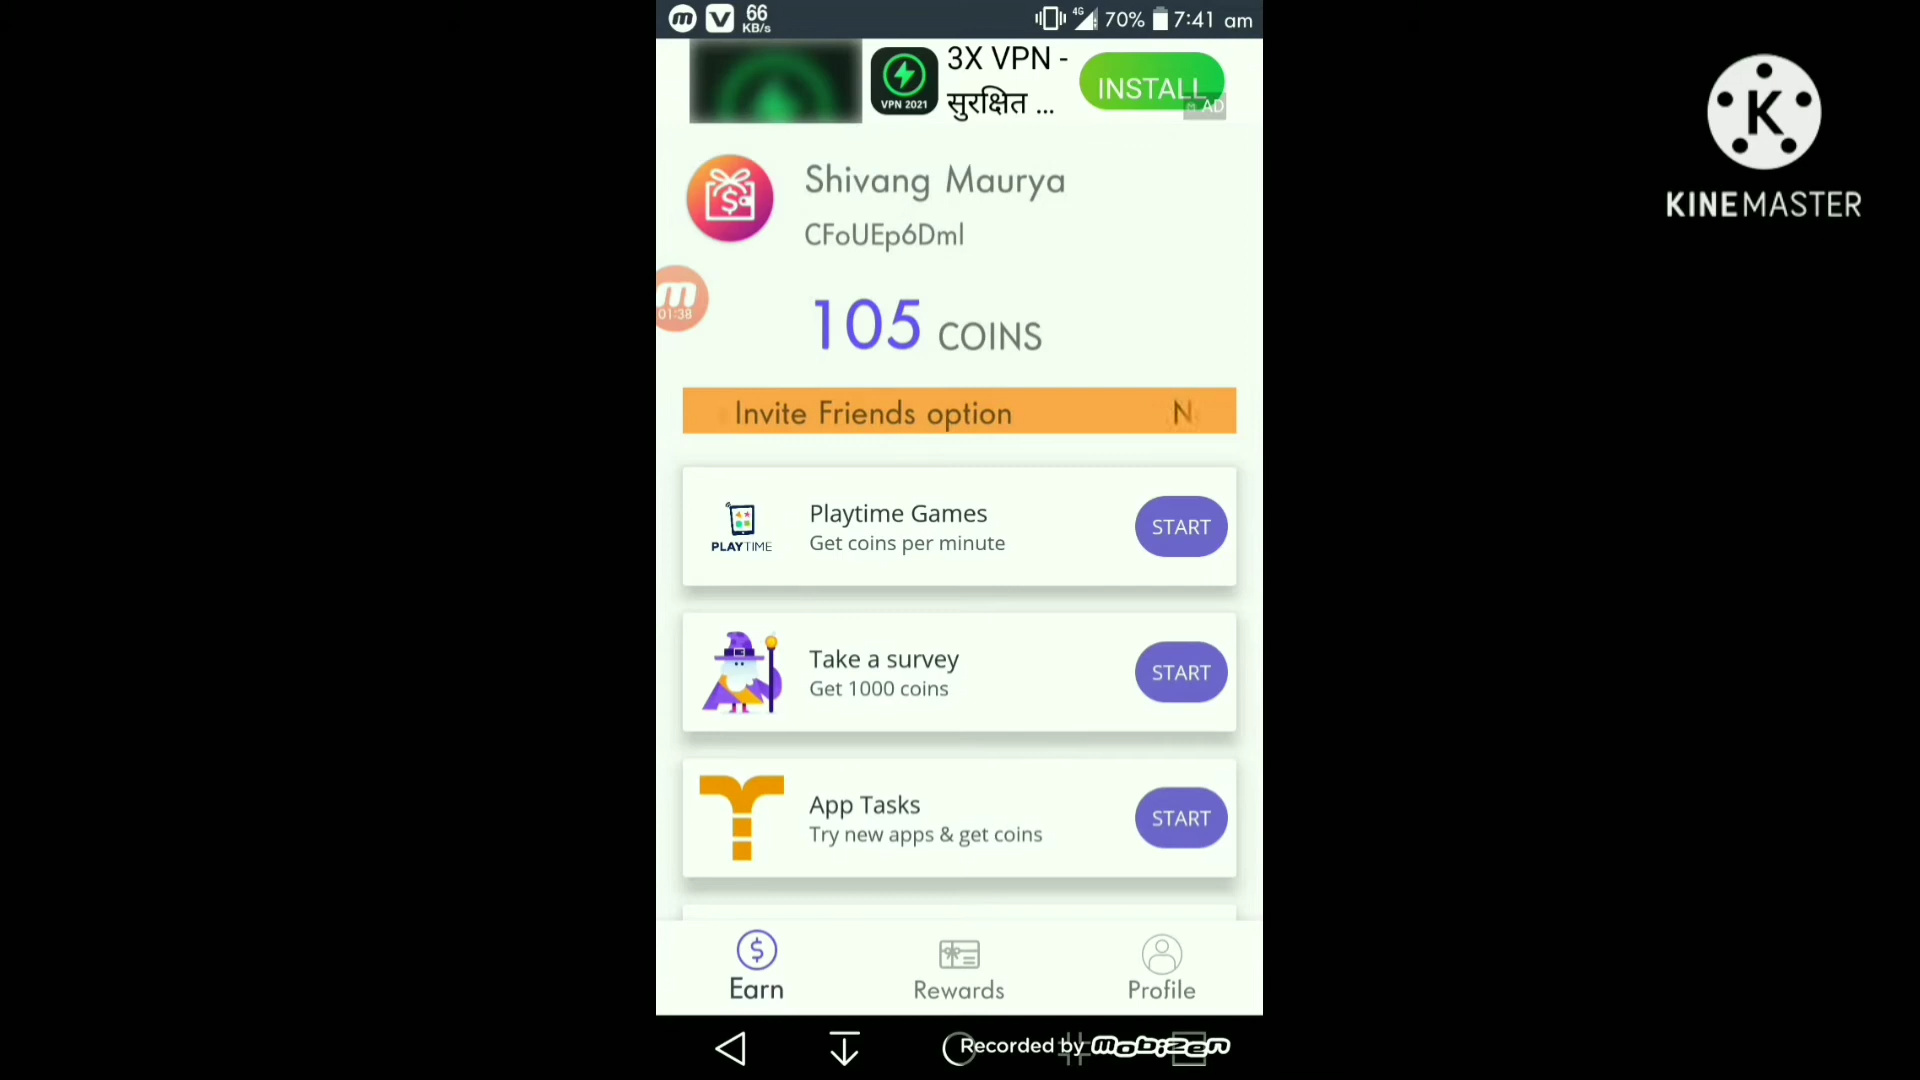 66
KB/s
4G
70%
7:41 am
3X VPN -
सुरक्षित ...
VPN 2021
INSTALL
AD
K
KINEMASTER
Shivang Maurya
CFoUEp6Dml
m
01:38
105 COINS
Invite Friends option N
PLAYTIME
Playtime Games
Get coins per minute
START
Take a survey
Get 1000 coins
START
App Tasks
Try new apps & get coins
START
Earn
Rewards
Profile
Recorded by mobizen